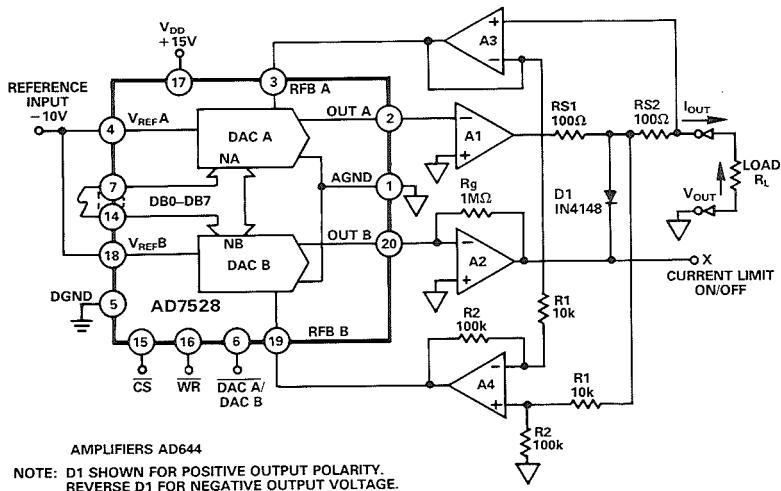 VDD
+15V
REFERENCE
INPUT
–10V
17
3
RFB A
A3
–
+
4
VREFA
DAC A
NA
OUT A
2
–
+
A1
RS1
100Ω
RS2
100Ω
IOUT
LOAD
RL
VOUT
7
14
DB0–DB7
AGND
1
Rg
1MΩ
D1
IN4148
18
VREFB
NB
DAC B
OUT B
20
–
+
A2
X
CURRENT LIMIT
ON/OFF
DGND
5
AD7528
R1
10k
15
16
6
19
RFB B
CS
WR
DAC A/
DAC B
R2
100k
–
+
A4
R1
10k
R2
100k
AMPLIFIERS AD644
NOTE: D1 SHOWN FOR POSITIVE OUTPUT POLARITY.
REVERSE D1 FOR NEGATIVE OUTPUT VOLTAGE.